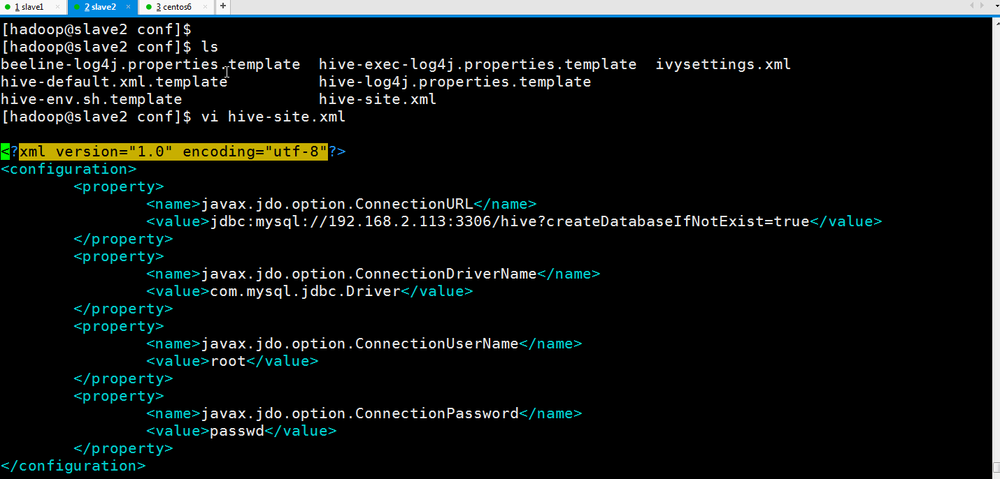 1 slave1 × 2 slave2 × 3 centos6 × +
[hadoop@slave2 conf]$
[hadoop@slave2 conf]$ ls
beeline-log4j.properties.template  hive-exec-log4j.properties.template  ivysettings.xml
hive-default.xml.template          hive-log4j.properties.template
hive-env.sh.template               hive-site.xml
[hadoop@slave2 conf]$ vi hive-site.xml
<?xml version="1.0" encoding="utf-8"?>
<configuration>
        <property>
                <name>javax.jdo.option.ConnectionURL</name>
                <value>jdbc:mysql://192.168.2.113:3306/hive?createDatabaseIfNotExist=true</value>
        </property>
        <property>
                <name>javax.jdo.option.ConnectionDriverName</name>
                <value>com.mysql.jdbc.Driver</value>
        </property>
        <property>
                <name>javax.jdo.option.ConnectionUserName</name>
                <value>root</value>
        </property>
        <property>
                <name>javax.jdo.option.ConnectionPassword</name>
                <value>passwd</value>
        </property>
</configuration>